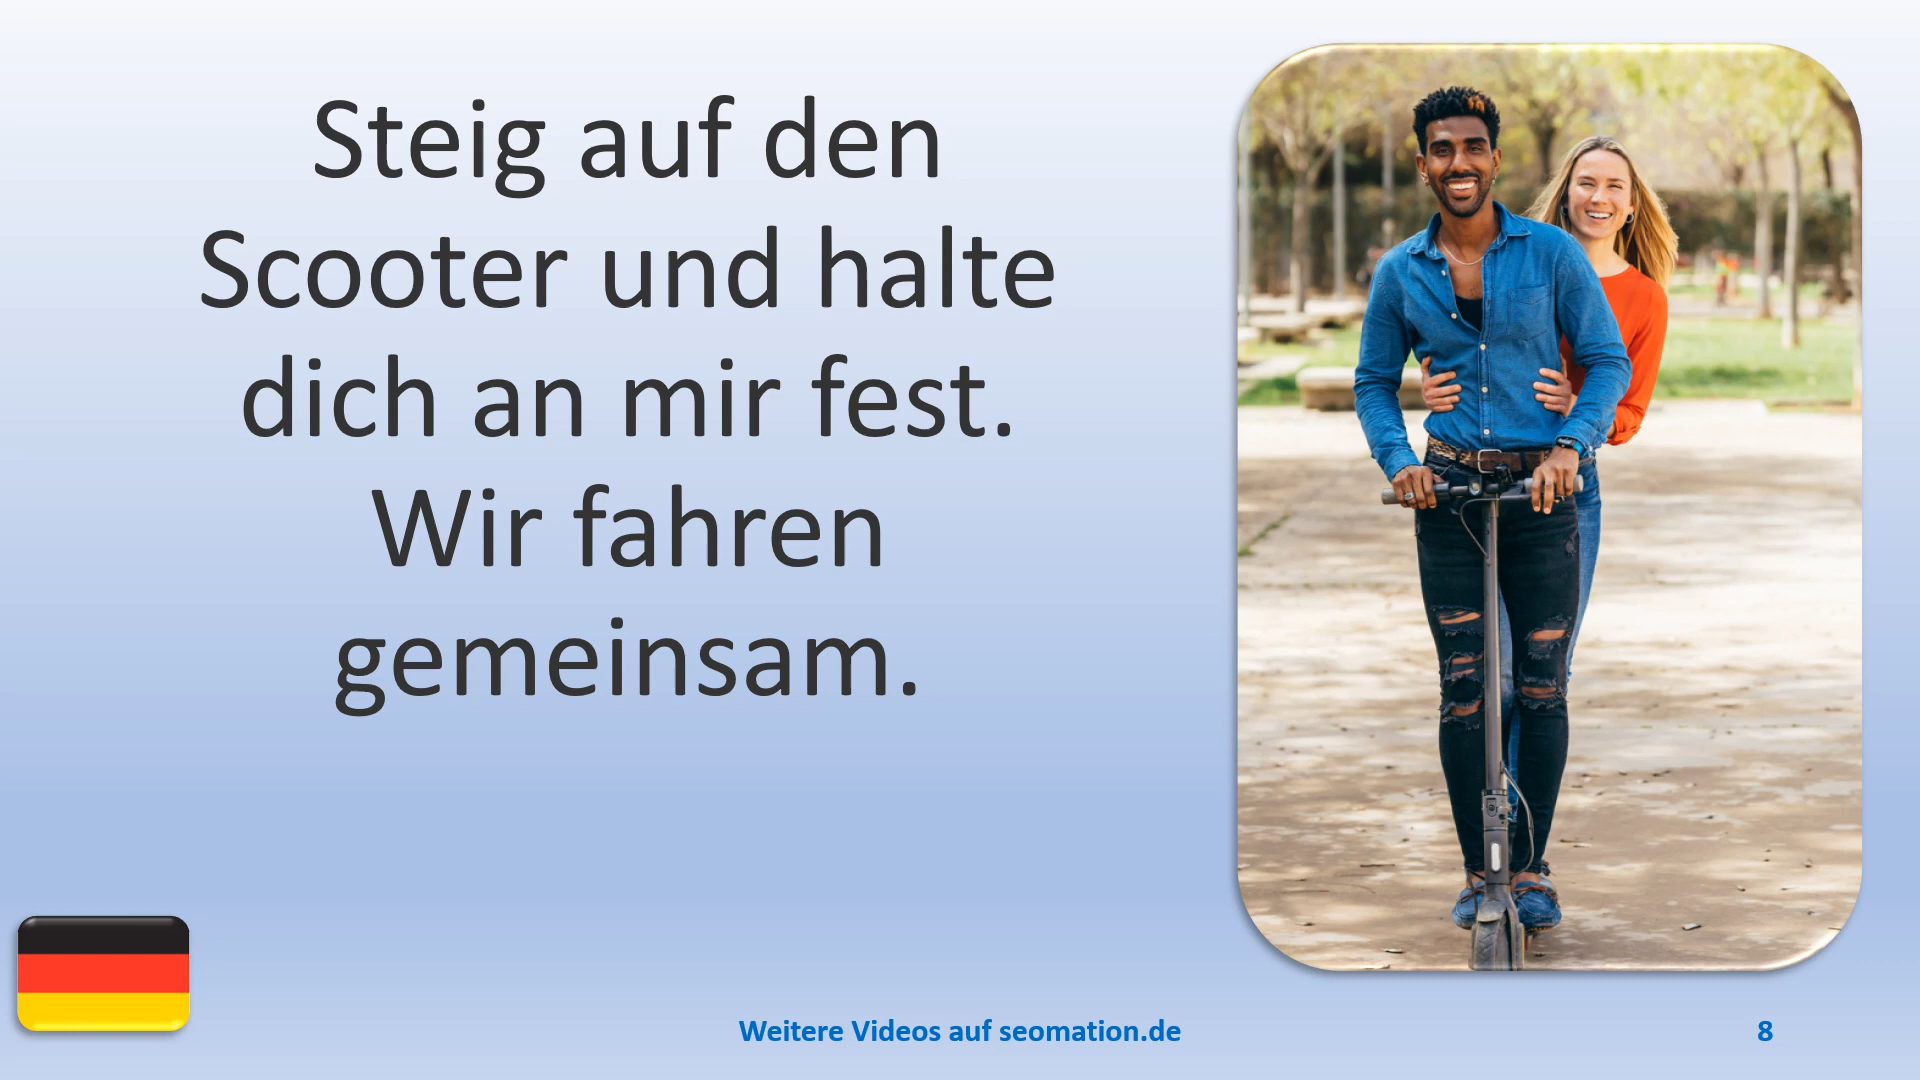 Steig auf den
Scooter und halte
dich an mir fest.
Wir fahren
gemeinsam.
Weitere Videos auf seomation.de
8